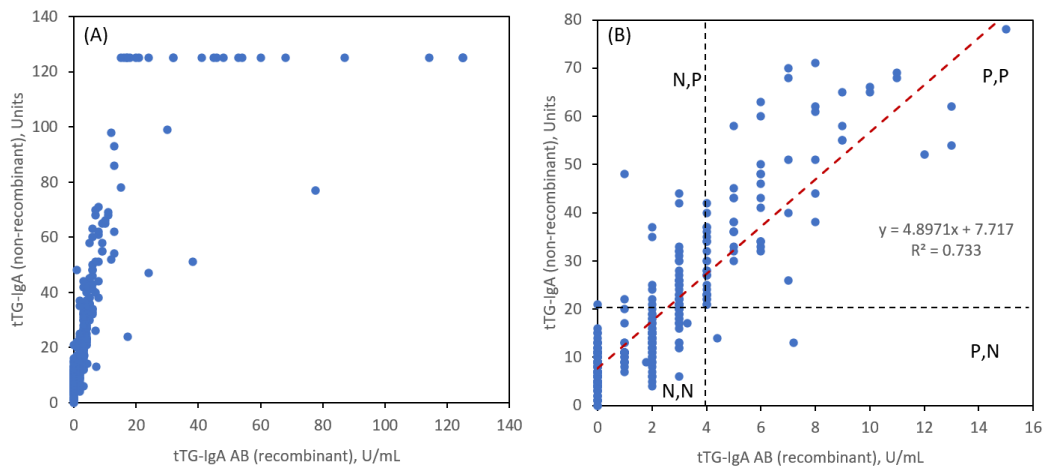 (A)
tTG-IgA (non-recombinant), Units
140
120
100
80
60
40
20
0
0 20 40 60 80 100 120 140
tTG-IgA AB (recombinant), U/mL
(B)
tTG-IgA (non-recombinant), Units
80
70
60
50
40
30
20
10
0
N,P
P,P
y = 4.8971x + 7.717
R² = 0.733
P,N
N,N
0 2 4 6 8 10 12 14 16
tTG-IgA AB (recombinant), U/mL